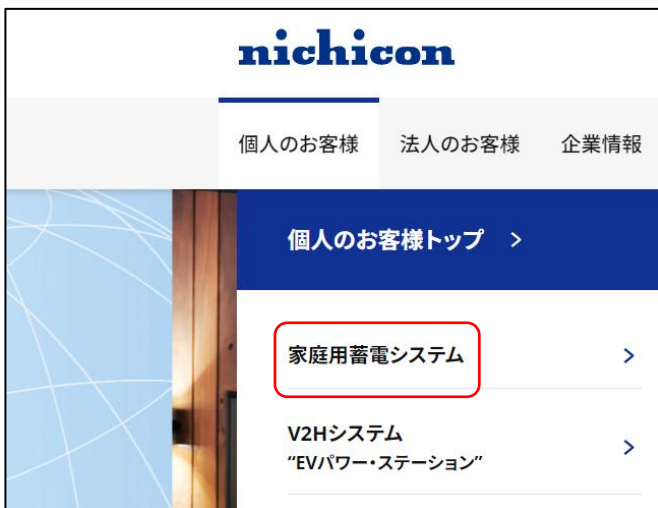 nichicon
個人のお客様 法人のお客様 企業情報
個人のお客様トップ >
家庭用蓄電システム >
V2Hシステム >
“EVパワー・ステーション”